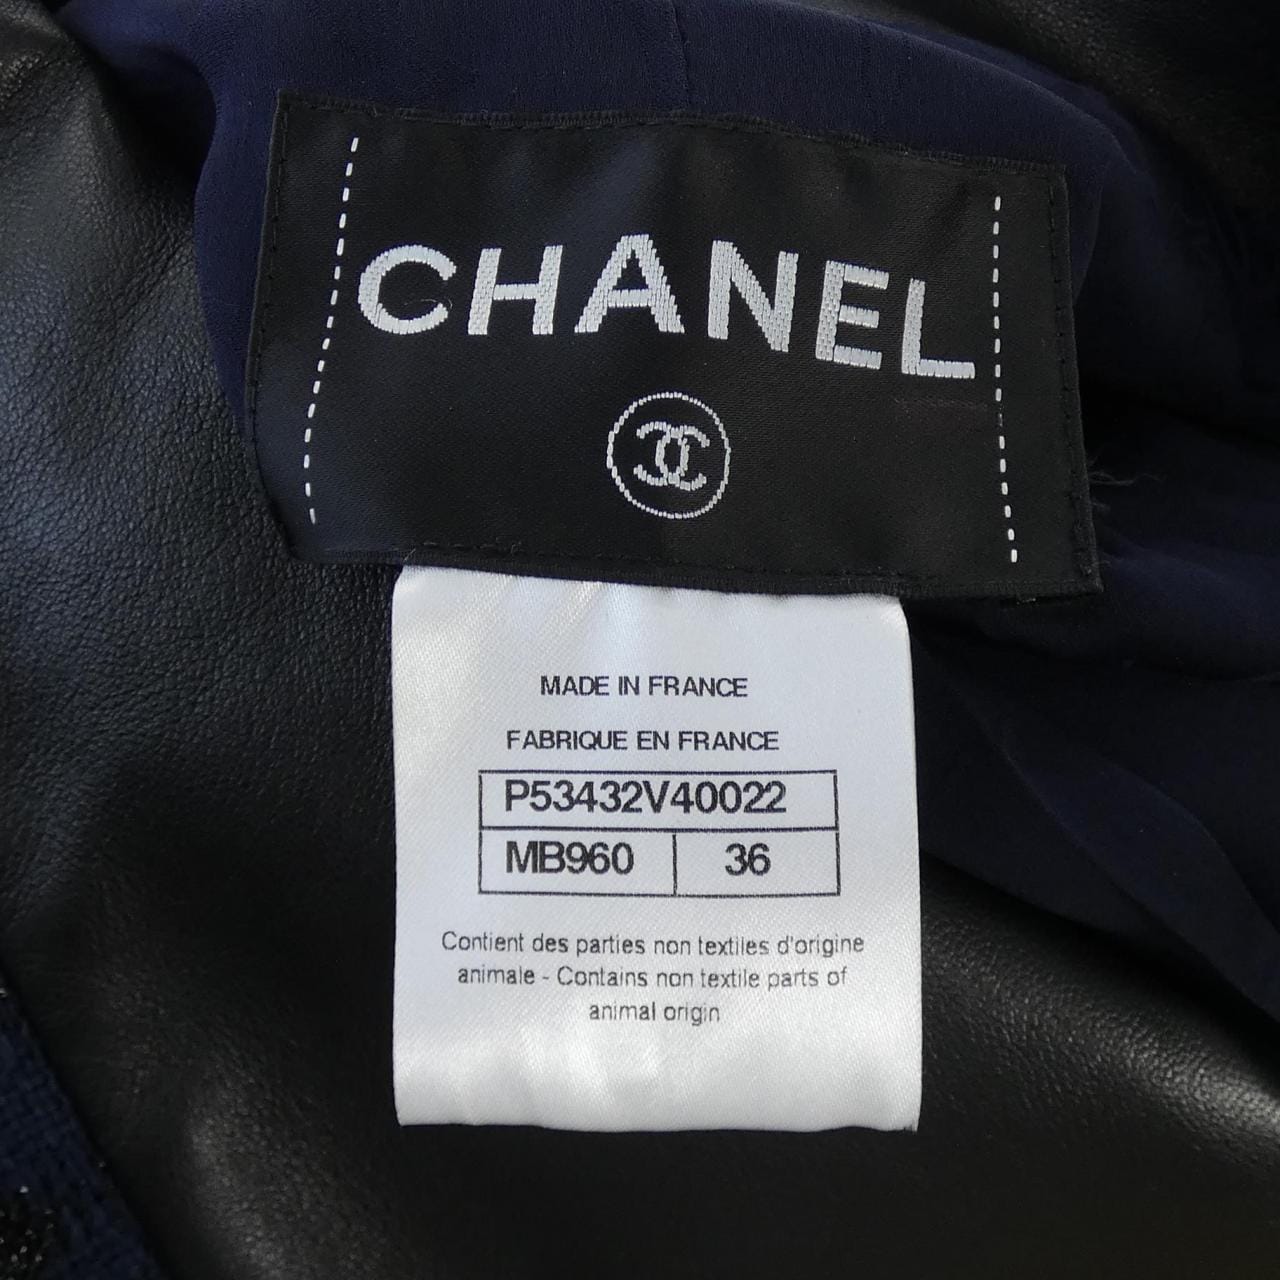 CHANEL
MADE IN FRANCE
FABRIQUE EN FRANCE
P53432V40022
MB960 36
Contient des parties non textiles d'origine
animale - Contains non textile parts of
animal origin